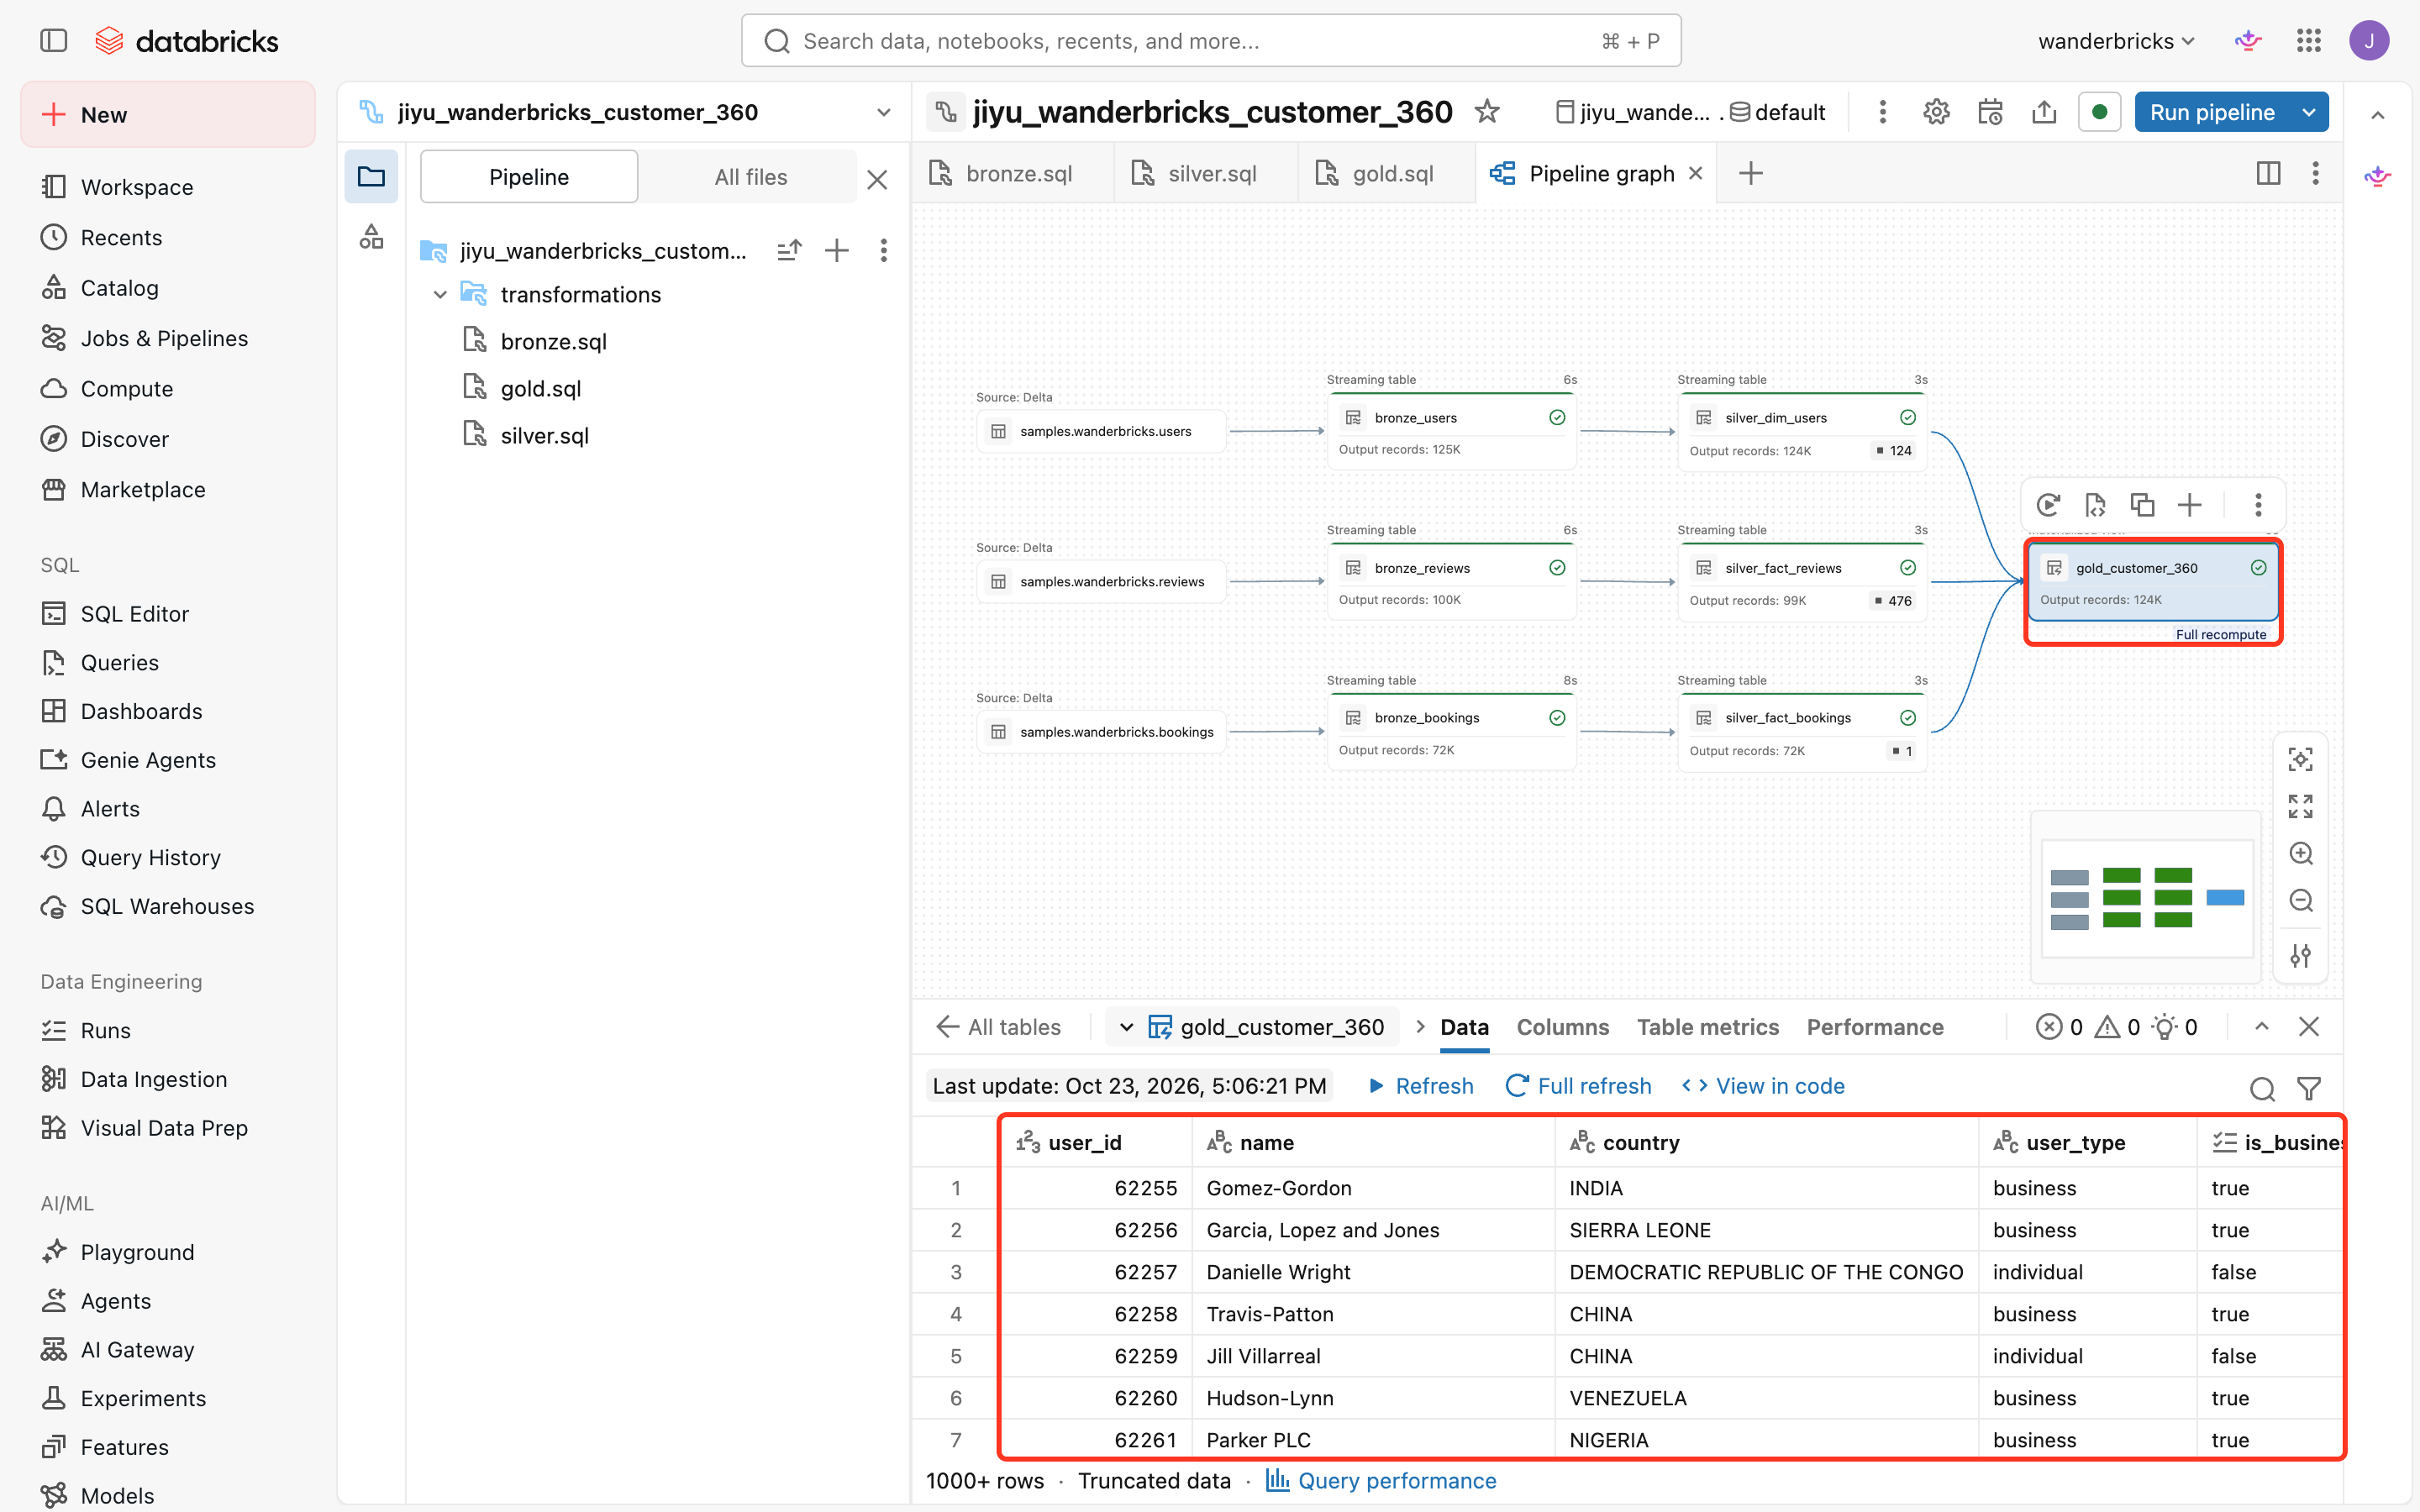 databricks
Search data, notebooks, recents, and more...
⌘ + P
wanderbricks
J
New
Workspace
Recents
Catalog
Jobs & Pipelines
Compute
Discover
Marketplace
SQL
SQL Editor
Queries
Dashboards
Genie Agents
Alerts
Query History
SQL Warehouses
Data Engineering
Runs
Data Ingestion
Visual Data Prep
AI/ML
Playground
Agents
AI Gateway
Experiments
Features
Models
jiyu_wanderbricks_customer_360
Pipeline
All files
jiyu_wanderbricks_custom...
transformations
bronze.sql
gold.sql
silver.sql
jiyu_wanderbricks_customer_360
jiyu_wande... . default
Run pipeline
bronze.sql
silver.sql
gold.sql
Pipeline graph
Source: Delta
samples.wanderbricks.users
Streaming table 6s
bronze_users
Output records: 125K
Streaming table 3s
silver_dim_users
Output records: 124K
124
Source: Delta
samples.wanderbricks.reviews
Streaming table 6s
bronze_reviews
Output records: 100K
Streaming table 3s
silver_fact_reviews
Output records: 99K
476
gold_customer_360
Output records: 124K
Full recompute
Source: Delta
samples.wanderbricks.bookings
Streaming table 8s
bronze_bookings
Output records: 72K
Streaming table 3s
silver_fact_bookings
Output records: 72K
1
All tables
gold_customer_360
Data
Columns
Table metrics
Performance
0 0 0
Last update: Oct 23, 2026, 5:06:21 PM
Refresh
Full refresh
View in code
user_id name country user_type is_busines
1 62255 Gomez-Gordon INDIA business true
2 62256 Garcia, Lopez and Jones SIERRA LEONE business true
3 62257 Danielle Wright DEMOCRATIC REPUBLIC OF THE CONGO individual false
4 62258 Travis-Patton CHINA business true
5 62259 Jill Villarreal CHINA individual false
6 62260 Hudson-Lynn VENEZUELA business true
7 62261 Parker PLC NIGERIA business true
1000+ rows · Truncated data · Query performance